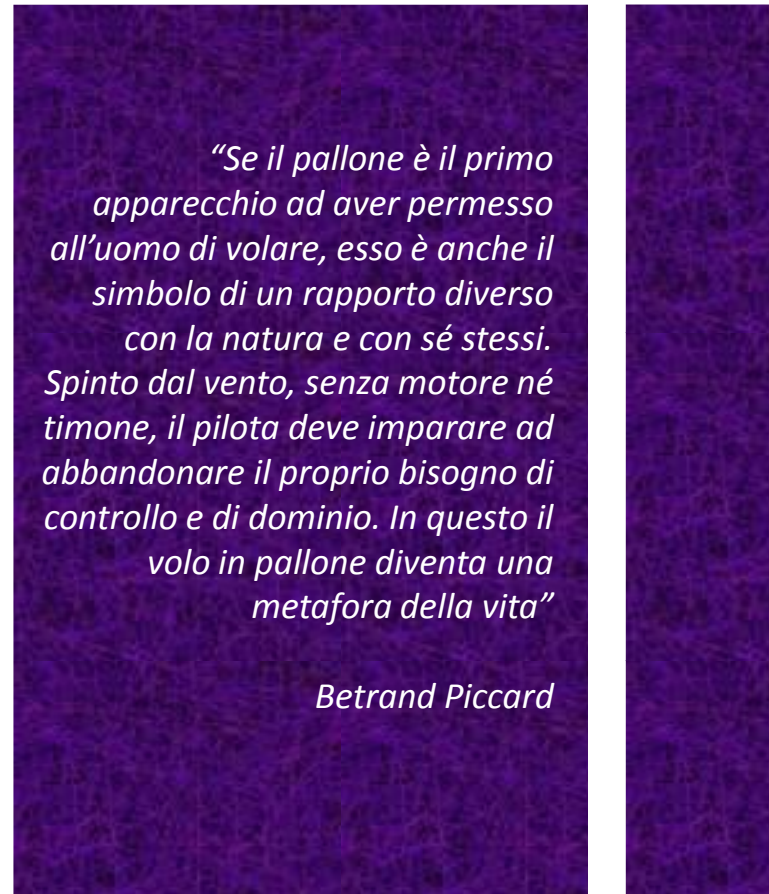 “Se il pallone è il primo
apparecchio ad aver permesso
all’uomo di volare, esso è anche il
simbolo di un rapporto diverso
con la natura e con sé stessi.
Spinto dal vento, senza motore né
timone, il pilota deve imparare ad
abbandonare il proprio bisogno di
controllo e di dominio. In questo il
volo in pallone diventa una
metafora della vita”
Betrand Piccard